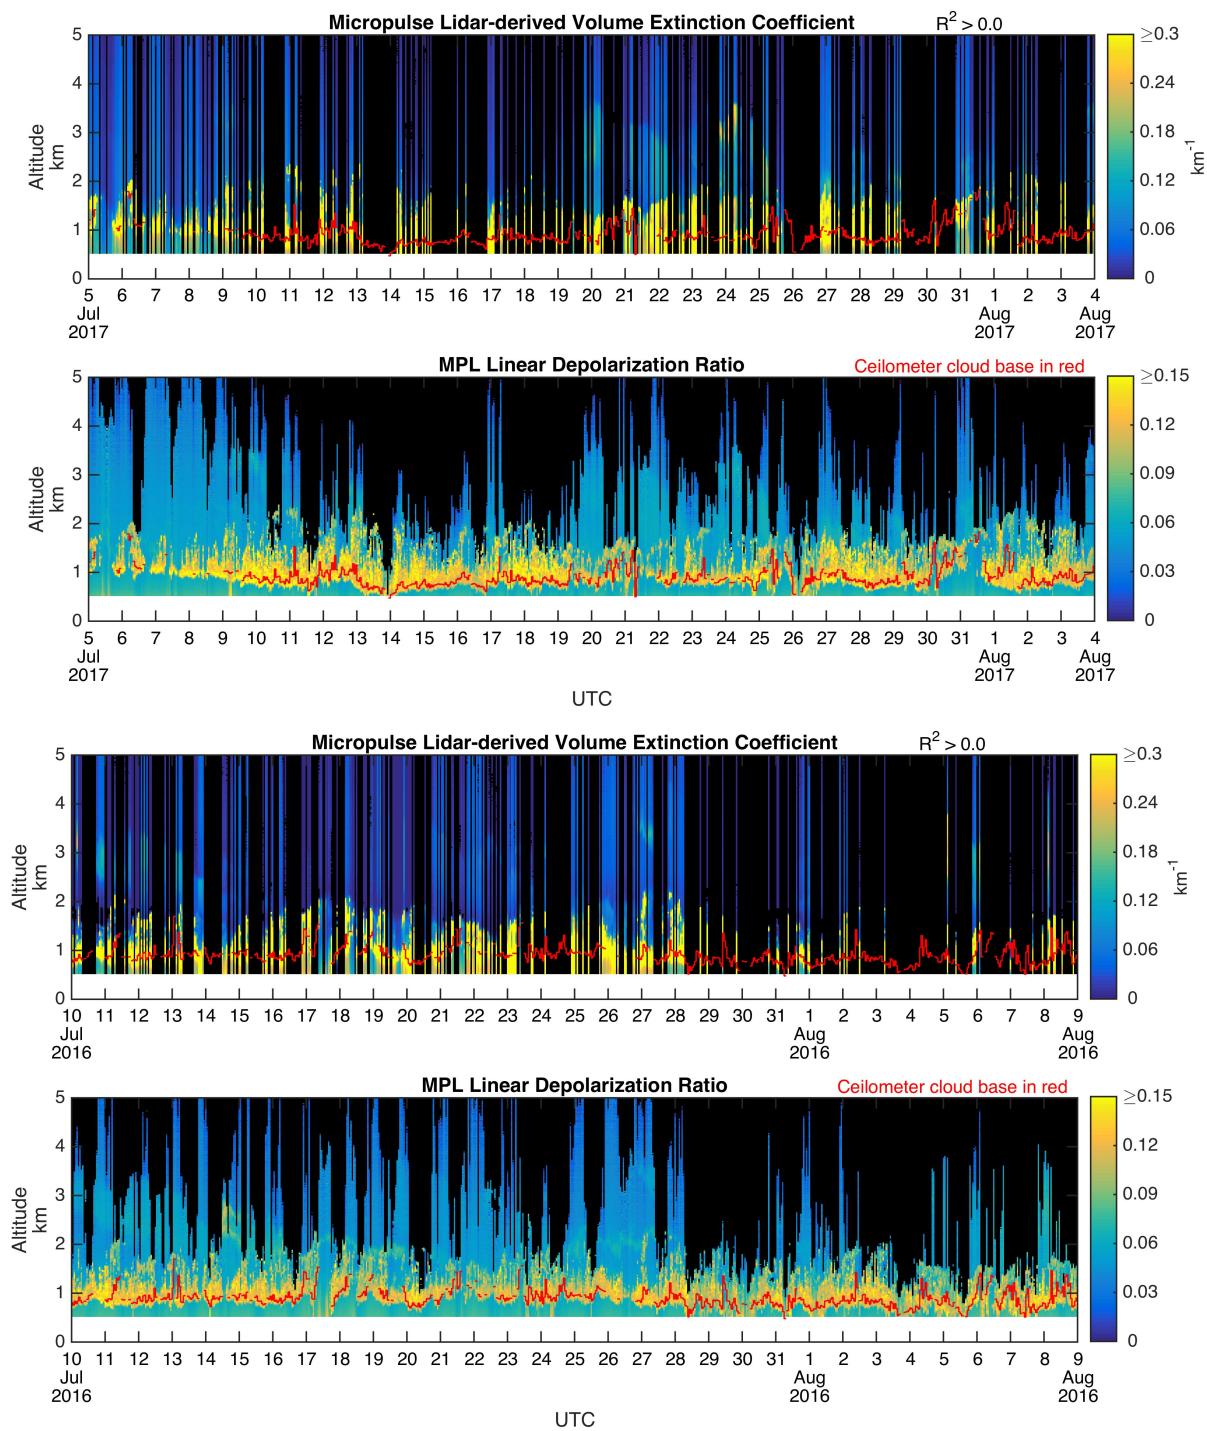 Micropulse Lidar-derived Volume Extinction Coefficient R² > 0.0
5 4 3 2 1 0
Altitude
km
≥0.3 0.24 0.18 0.12 0.06 0
km⁻¹
5 6 7 8 9 10 11 12 13 14 15 16 17 18 19 20 21 22 23 24 25 26 27 28 29 30 31 1 2 3 4
Jul Aug Aug
2017 2017 2017
MPL Linear Depolarization Ratio Ceilometer cloud base in red
5 4 3 2 1 0
Altitude
km
≥0.15 0.12 0.09 0.06 0.03 0
5 6 7 8 9 10 11 12 13 14 15 16 17 18 19 20 21 22 23 24 25 26 27 28 29 30 31 1 2 3 4
Jul Aug Aug
2017 2017 2017
UTC
Micropulse Lidar-derived Volume Extinction Coefficient R² > 0.0
5 4 3 2 1 0
Altitude
km
≥0.3 0.24 0.18 0.12 0.06 0
km⁻¹
10 11 12 13 14 15 16 17 18 19 20 21 22 23 24 25 26 27 28 29 30 31 1 2 3 4 5 6 7 8 9
Jul Aug Aug
2016 2016 2016
MPL Linear Depolarization Ratio Ceilometer cloud base in red
5 4 3 2 1 0
Altitude
km
≥0.15 0.12 0.09 0.06 0.03 0
10 11 12 13 14 15 16 17 18 19 20 21 22 23 24 25 26 27 28 29 30 31 1 2 3 4 5 6 7 8 9
Jul Aug Aug
2016 2016 2016
UTC